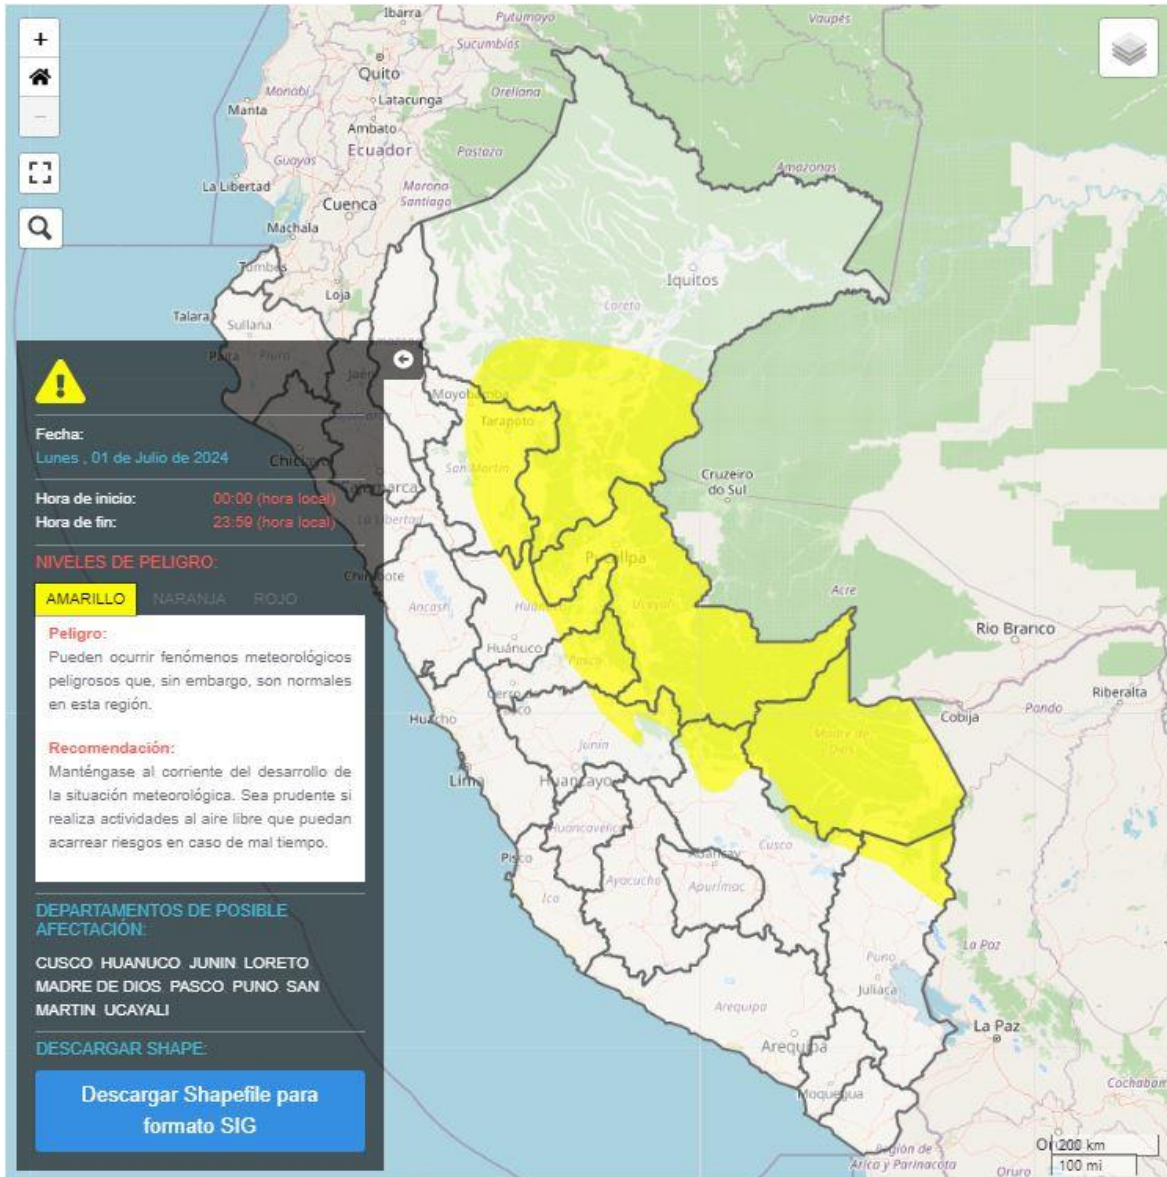 Ibarra
Putumayo
Vaupés
Sucumbíos
Quito
Orellana
Manabí
Latacunga
Manta
Ambato
Ecuador
Pastaza
Guayas
Amazonas
La Libertad
Morona-
Santiago
Cuenca
Machala
Tumbes
Loja
Iquitos
Loreto
Talara
Sullana
Piura
Moyobamba
Tarapoto
San Martín
Cruzeiro
do Sul
La Libertad
Pucallpa
Acre
Ancash
Ucayali
Rio Branco
Huánuco
Pasco
Riberalta
Pando
Cobija
Huacho
Madre de
Dios
Junín
Lima
Huancayo
Huancavelica
Cusco
Pisco
Abancay
Ayacucho
Apurímac
Ica
La Paz
Puno
Juliaca
Arequipa
La Paz
Arequipa
Moquegua
Cochabam
Región de
Arica y Parinacota
Oruro
200 km
100 mi
Fecha:
Lunes , 01 de Julio de 2024
Hora de inicio: 00:00 (hora local)
Hora de fin: 23:59 (hora local)
NIVELES DE PELIGRO:
AMARILLO NARANJA ROJO
Peligro:
Pueden ocurrir fenómenos meteorológicos
peligrosos que, sin embargo, son normales
en esta región.
Recomendación:
Manténgase al corriente del desarrollo de
la situación meteorológica. Sea prudente si
realiza actividades al aire libre que puedan
acarrear riesgos en caso de mal tiempo.
DEPARTAMENTOS DE POSIBLE
AFECTACIÓN:
CUSCO HUANUCO JUNIN LORETO
MADRE DE DIOS PASCO PUNO SAN
MARTIN UCAYALI
DESCARGAR SHAPE:
Descargar Shapefile para
formato SIG